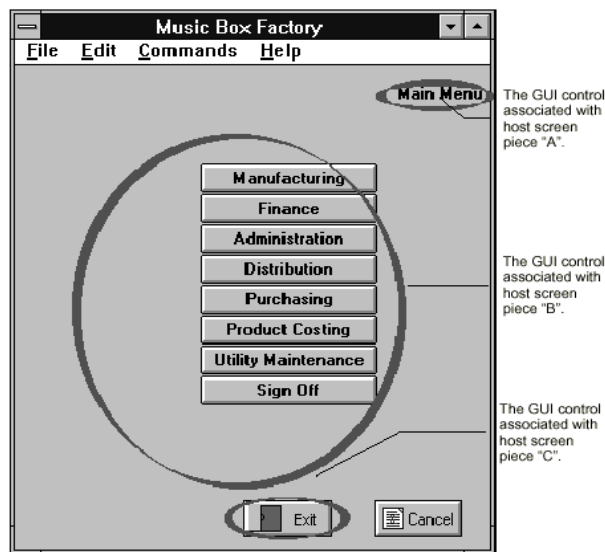 Music Box Factory
File Edit Commands Help
Main Menu
The GUI control
associated with
host screen
piece "A".
Manufacturing
Finance
Administration
Distribution
Purchasing
Product Costing
Utility Maintenance
Sign Off
The GUI control
associated with
host screen
piece "B".
The GUI control
associated with
host screen
piece "C".
Exit
Cancel